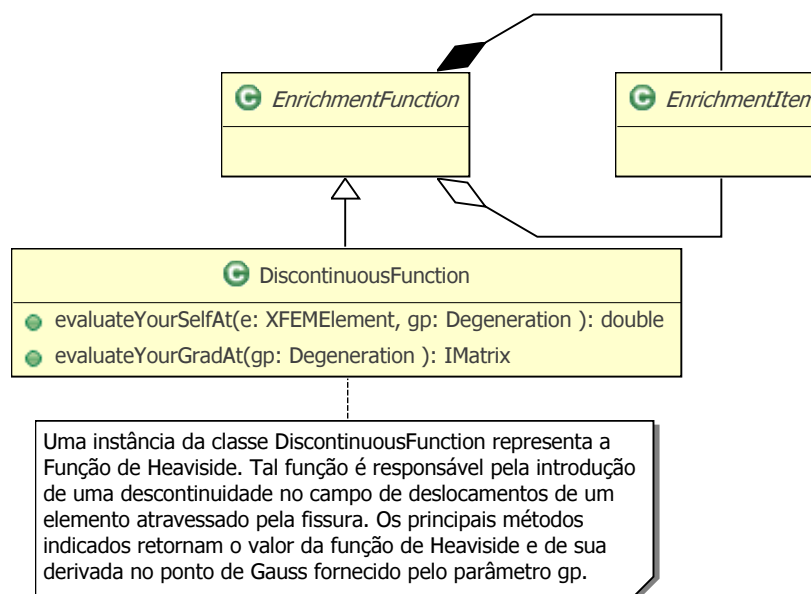 EnrichmentFunction
EnrichmentItem
DiscontinuousFunction
evaluateYourSelfAt(e: XFEMElement, gp: Degeneration ): double
evaluateYourGradAt(gp: Degeneration ): IMatrix
Uma instância da classe DiscontinuousFunction representa a
Função de Heaviside. Tal função é responsável pela introdução
de uma descontinuidade no campo de deslocamentos de um
elemento atravessado pela fissura. Os principais métodos
indicados retornam o valor da função de Heaviside e de sua
derivada no ponto de Gauss fornecido pelo parâmetro gp.